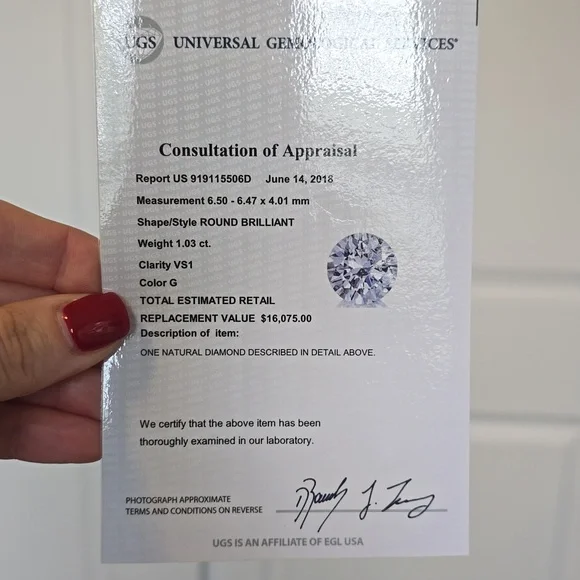 UGS UNIVERSAL GEMOLOGICAL SERVICES
Consultation of Appraisal
Report US 919115506D June 14, 2018
Measurement 6.50 - 6.47 x 4.01 mm
Shape/Style ROUND BRILLIANT
Weight 1.03 ct.
Clarity VS1
Color G
TOTAL ESTIMATED RETAIL
REPLACEMENT VALUE $16,075.00
Description of item:
ONE NATURAL DIAMOND DESCRIBED IN DETAIL ABOVE.
We certify that the above item has been
thoroughly examined in our laboratory.
PHOTOGRAPH APPROXIMATE
TERMS AND CONDITIONS ON REVERSE
UGS IS AN AFFILIATE OF EGL USA